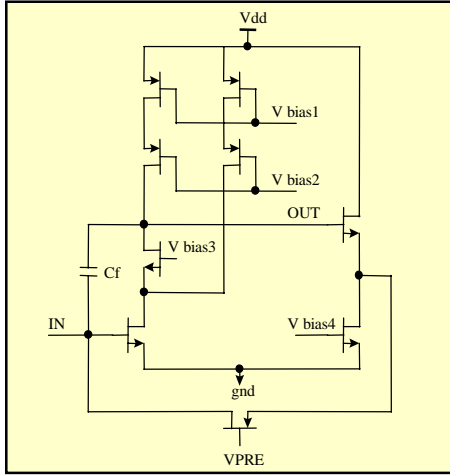 Vdd
V bias1
V bias2
OUT
V bias3
Cf
IN
V bias4
gnd
VPRE